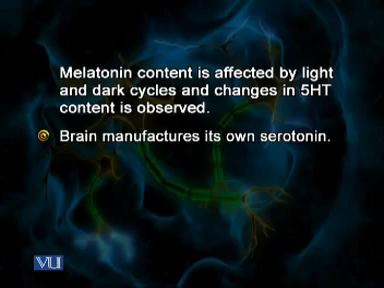 Melatonin content is affected by light
and dark cycles and changes in 5HT
content is observed.
Brain manufactures its own serotonin.
VU